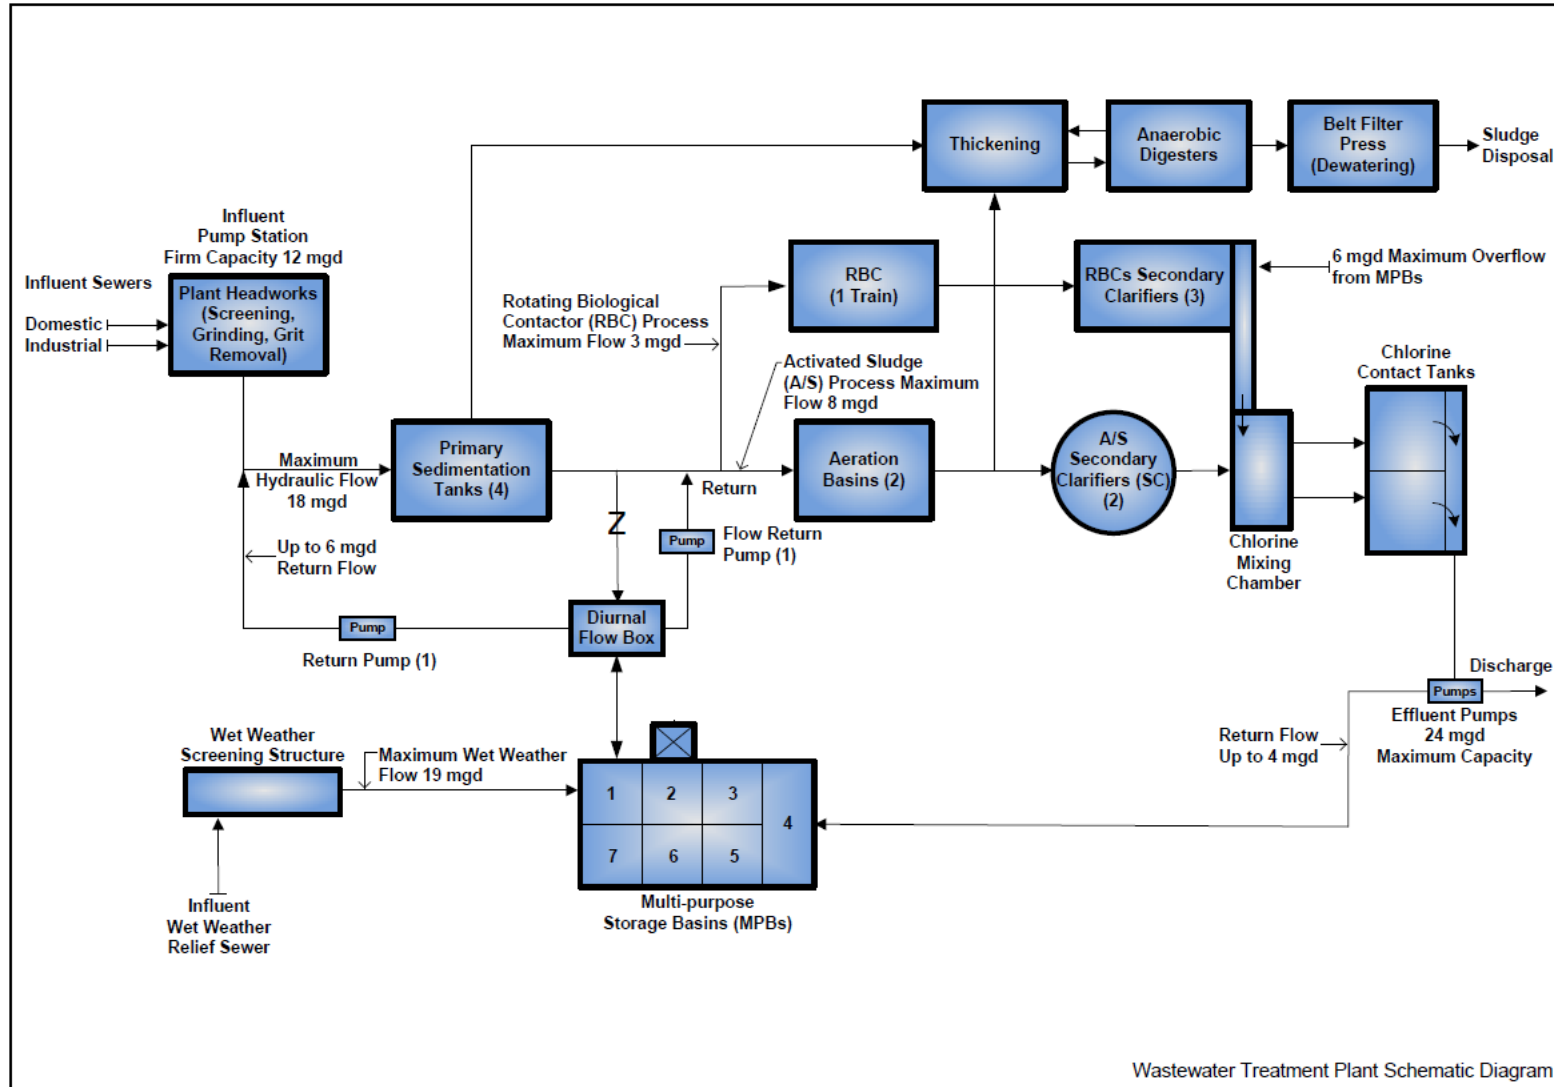 Thickening
Anaerobic
Digesters
Belt Filter
Press
(Dewatering)
Sludge
Disposal
Influent
Pump Station
Firm Capacity 12 mgd
Influent Sewers
Domestic
Industrial
Plant Headworks
(Screening,
Grinding, Grit
Removal)
Rotating Biological
Contactor (RBC) Process
Maximum Flow 3 mgd
RBC
(1 Train)
RBCs Secondary
Clarifiers (3)
6 mgd Maximum Overflow
from MPBs
Activated Sludge
(A/S) Process Maximum
Flow 8 mgd
Chlorine
Contact Tanks
Maximum
Hydraulic Flow
18 mgd
Primary
Sedimentation
Tanks (4)
Return
Aeration
Basins (2)
A/S
Secondary
Clarifiers (SC)
(2)
Chlorine
Mixing
Chamber
Z
Pump
Flow Return
Pump (1)
Up to 6 mgd
Return Flow
Pump
Return Pump (1)
Diurnal
Flow Box
Discharge
Pumps
Effluent Pumps
24 mgd
Maximum Capacity
Return Flow
Up to 4 mgd
Wet Weather
Screening Structure
Maximum Wet Weather
Flow 19 mgd
1 2 3
4
7 6 5
Multi-purpose
Storage Basins (MPBs)
Influent
Wet Weather
Relief Sewer
Wastewater Treatment Plant Schematic Diagram